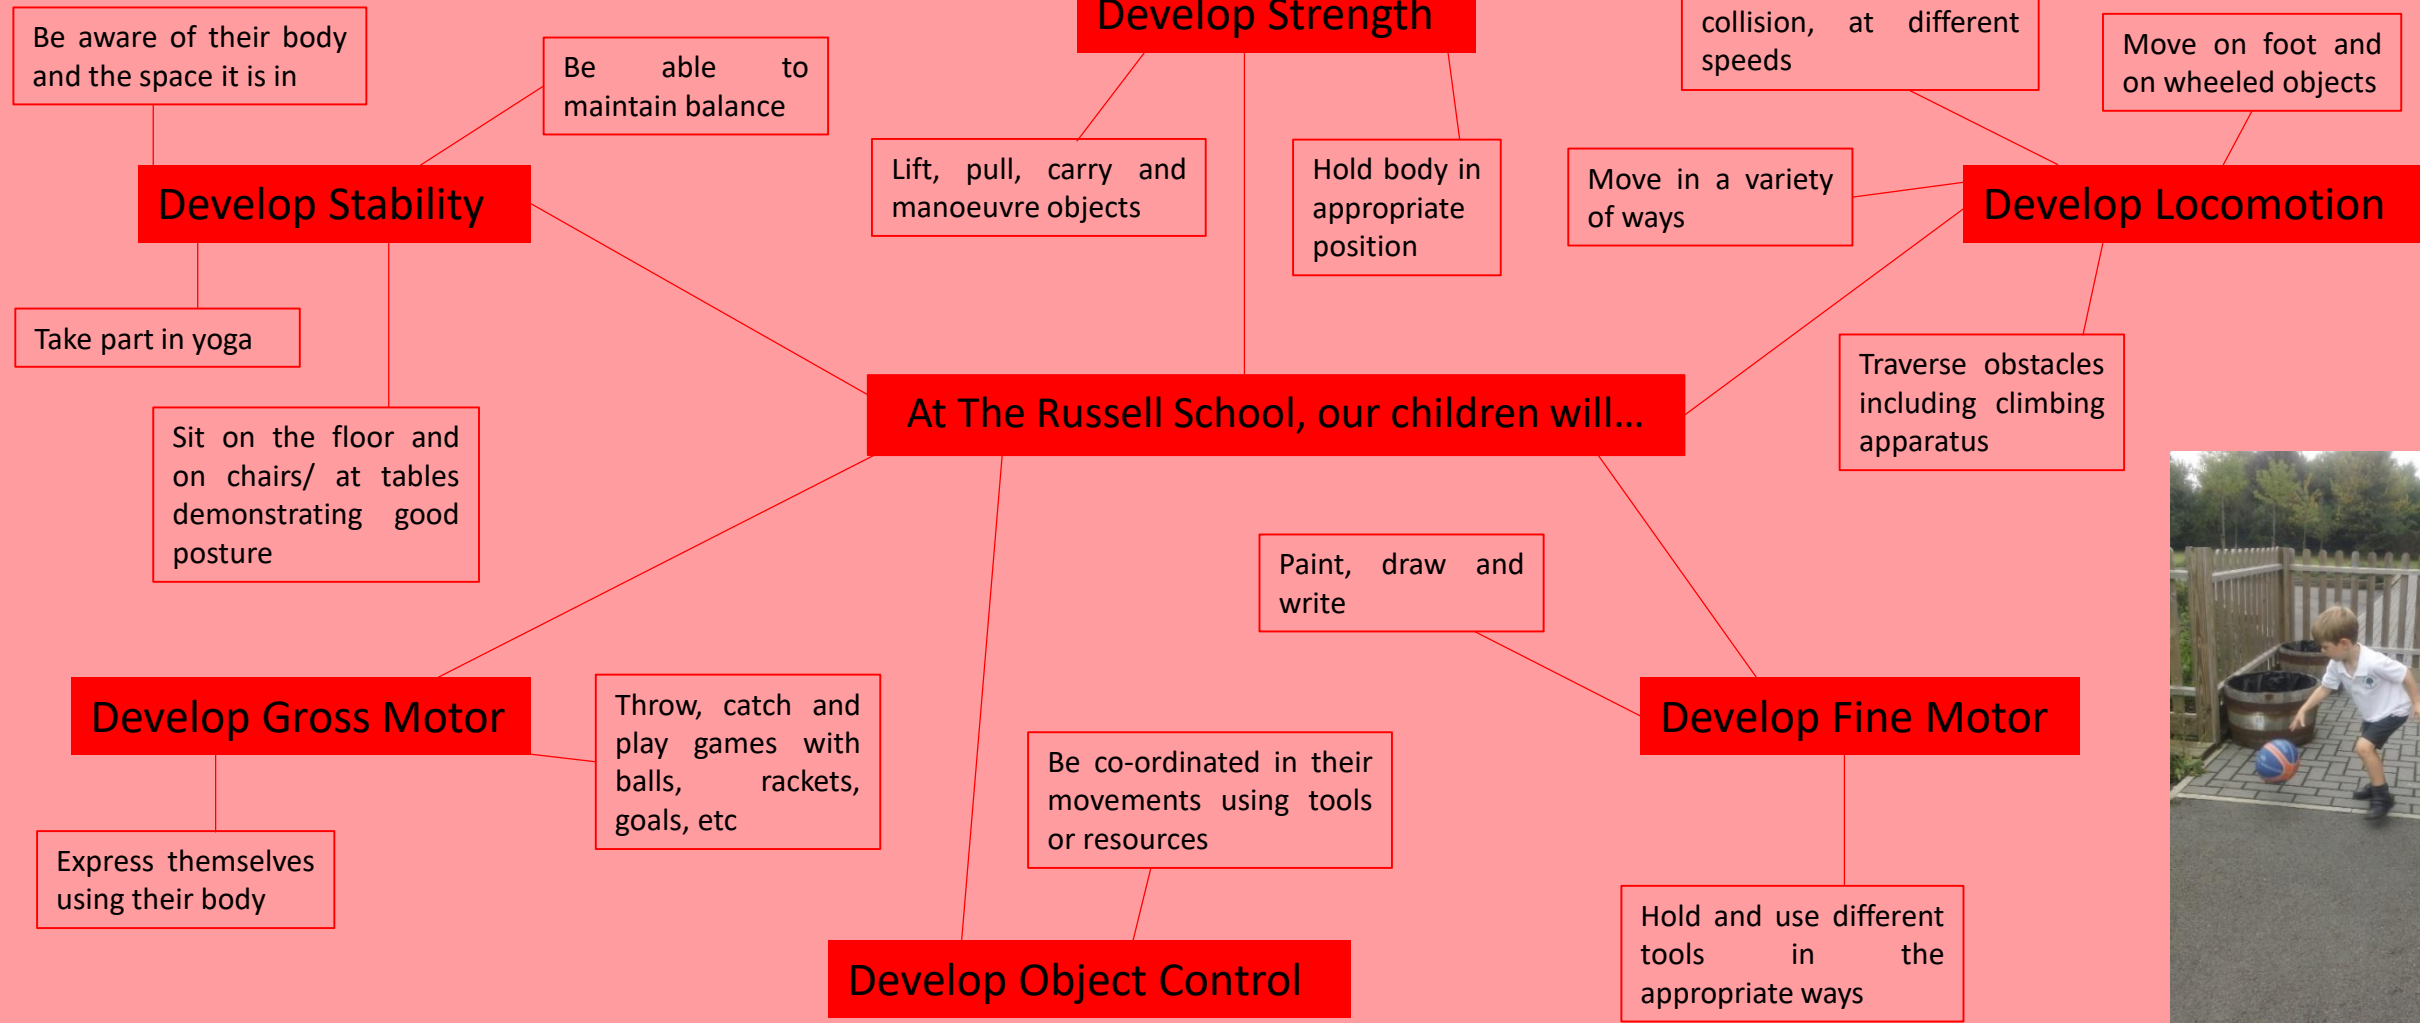 Develop Strength
collision, at different
speeds
Be aware of their body
and the space it is in
Be able to
maintain balance
Move on foot and
on wheeled objects
Lift, pull, carry and
manoeuvre objects
Hold body in
appropriate
position
Move in a variety
of ways
Develop Stability
Develop Locomotion
Take part in yoga
Sit on the floor and
on chairs/ at tables
demonstrating good
posture
At The Russell School, our children will...
Traverse obstacles
including climbing
apparatus
Paint, draw and
write
Develop Gross Motor
Throw, catch and
play games with
balls, rackets,
goals, etc
Develop Fine Motor
Be co-ordinated in their
movements using tools
or resources
Express themselves
using their body
Hold and use different
tools in the
appropriate ways
Develop Object Control